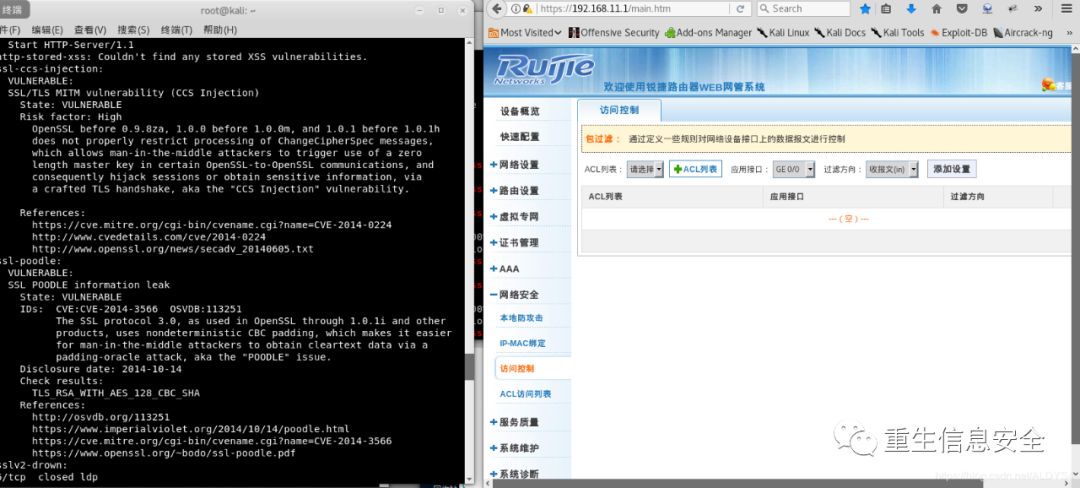 终端
root@kali: ~
件(F) 编辑(E) 查看(V) 搜索(S) 终端(T) 帮助(H)
Start HTTP-Server/1.1
http-stored-xss: Couldn't find any stored XSS vulnerabilities.
ssl-ccs-injection:
VULNERABLE:
SSL/TLS MITM vulnerability (CCS Injection)
State: VULNERABLE
Risk factor: High
OpenSSL before 0.9.8za, 1.0.0 before 1.0.0m, and 1.0.1 before 1.0.1h
does not properly restrict processing of ChangeCipherSpec messages,
which allows man-in-the-middle attackers to trigger use of a zero
length master key in certain OpenSSL-to-OpenSSL communications, and
consequently hijack sessions or obtain sensitive information, via
a crafted TLS handshake, aka the "CCS Injection" vulnerability.
References:
https://cve.mitre.org/cgi-bin/cvename.cgi?name=CVE-2014-0224
http://www.cvedetails.com/cve/2014-0224
http://www.openssl.org/news/secadv_20140605.txt
ssl-poodle:
VULNERABLE:
SSL POODLE information leak
State: VULNERABLE
IDs: CVE:CVE-2014-3566 OSVDB:113251
The SSL protocol 3.0, as used in OpenSSL through 1.0.1i and other
products, uses nondeterministic CBC padding, which makes it easier
for man-in-the-middle attackers to obtain cleartext data via a
padding-oracle attack, aka the "POODLE" issue.
Disclosure date: 2014-10-14
Check results:
TLS_RSA_WITH_AES_128_CBC_SHA
References:
http://osvdb.org/113251
https://www.imperialviolet.org/2014/10/14/poodle.html
https://cve.mitre.org/cgi-bin/cvename.cgi?name=CVE-2014-3566
https://www.openssl.org/~bodo/ssl-poodle.pdf
sslv2-drown:
6/tcp closed ldp
https://192.168.11.1/main.htm
Search
Most Visited
Offensive Security
Add-ons Manager
Kali Linux
Kali Docs
Kali Tools
Exploit-DB
Aircrack-ng
Ruijie
Networks
欢迎使用锐捷路由器WEB网管系统
设备概览
快速配置
网络设置
路由设置
虚拟专网
证书管理
AAA
网络安全
本地防攻击
IP-MAC绑定
访问控制
ACL访问列表
服务质量
系统维护
系统诊断
访问控制
包过滤： 通过定义一些规则对网络设备接口上的数据报文进行控制
ACL列表： 请选择 ACL列表 应用接口： GE 0/0 过滤方向： 收报文(in) 添加设置
ACL列表 应用接口 过滤方向
---（ 空 ）---
重生信息安全